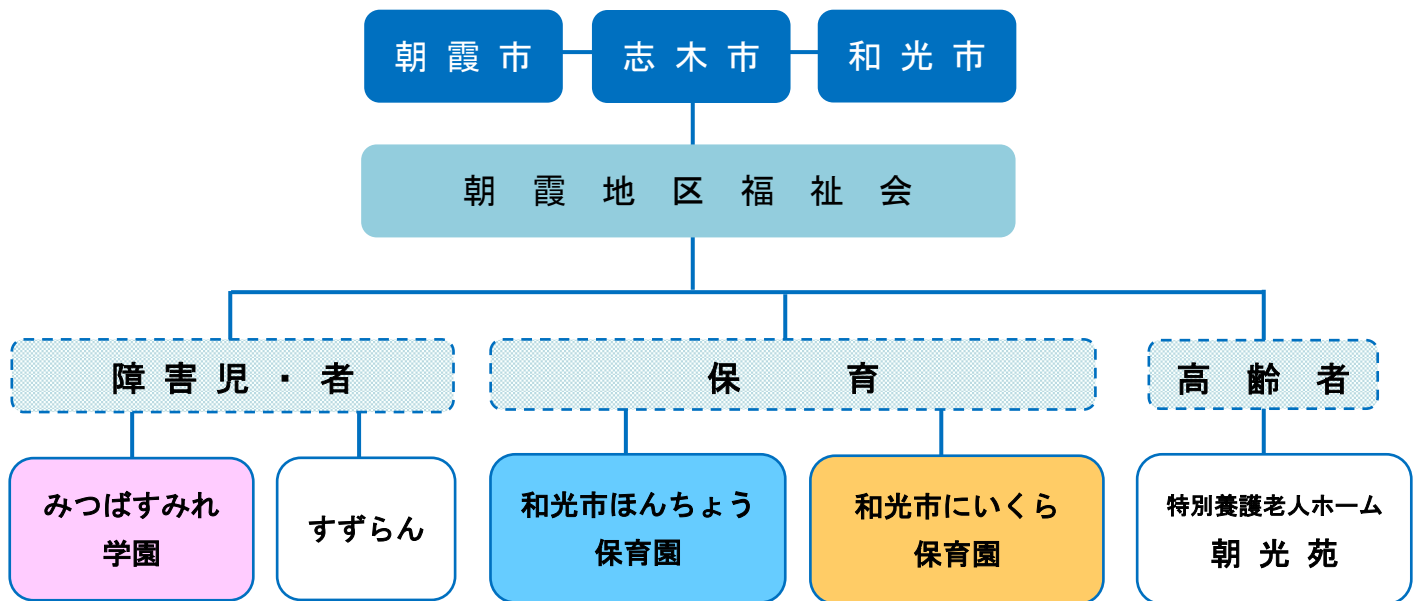 朝霞市
志木市
和光市
朝霞地区福祉会
障害児・者
保育
高齢者
みつばすみれ
学園
すずらん
和光市ほんちょう
保育園
和光市にいくら
保育園
特別養護老人ホーム
朝光苑